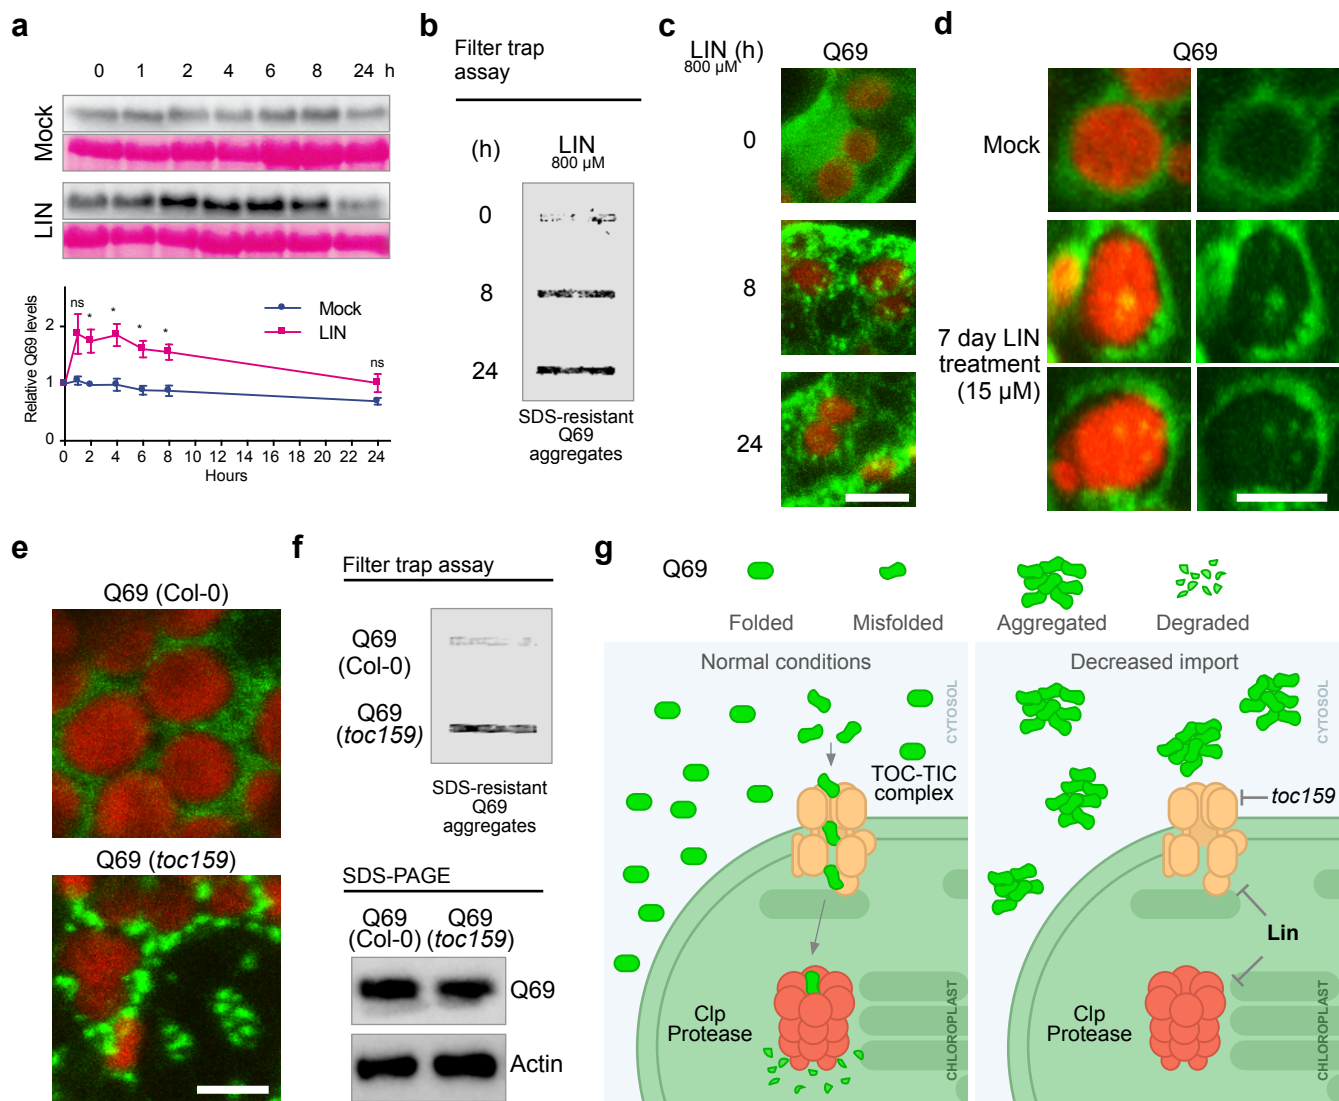 a
0 1 2 4 6 8 24 h
Mock
LIN
Relative Q69 levels
2
1
0
ns
*
*
*
*
ns
Mock
LIN
0 2 4 6 8 10 12 14 16 18 20 22 24
Hours
b
Filter trap
assay
(h)
LIN
800 µM
0
8
24
SDS-resistant
Q69
aggregates
c
LIN (h)
800 µM
Q69
0
8
24
d
Q69
Mock
7 day LIN
treatment
(15 µM)
e
Q69 (Col-0)
Q69 (toc159)
f
Filter trap assay
Q69
(Col-0)
Q69
(toc159)
SDS-resistant
Q69
aggregates
SDS-PAGE
Q69
(Col-0)
Q69
(toc159)
Q69
Actin
g
Q69
Folded
Misfolded
Aggregated
Degraded
Normal conditions
CYTOSOL
TOC-TIC
complex
Clp
Protease
CHLOROPLAST
Decreased import
CYTOSOL
toc159
Lin
Clp
Protease
CHLOROPLAST